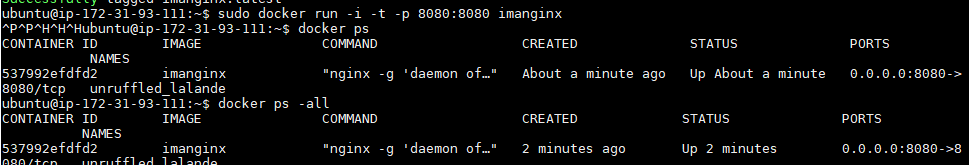 Successfully tagged imanginx:latest
ubuntu@ip-172-31-93-111:~$ sudo docker run -i -t -p 8080:8080 imanginx
^P^P^H^H^Hubuntu@ip-172-31-93-111:~$ docker ps
CONTAINER ID        IMAGE               COMMAND                  CREATED              STATUS              PORTS
           NAMES
537992efdfd2        imanginx            "nginx -g 'daemon of…"   About a minute ago   Up About a minute   0.0.0.0:8080->
8080/tcp   unruffled_lalande
ubuntu@ip-172-31-93-111:~$ docker ps -all
CONTAINER ID        IMAGE               COMMAND                  CREATED             STATUS              PORTS
          NAMES
537992efdfd2        imanginx            "nginx -g 'daemon of…"   2 minutes ago       Up 2 minutes        0.0.0.0:8080->8
080/tcp   unruffled_lalande